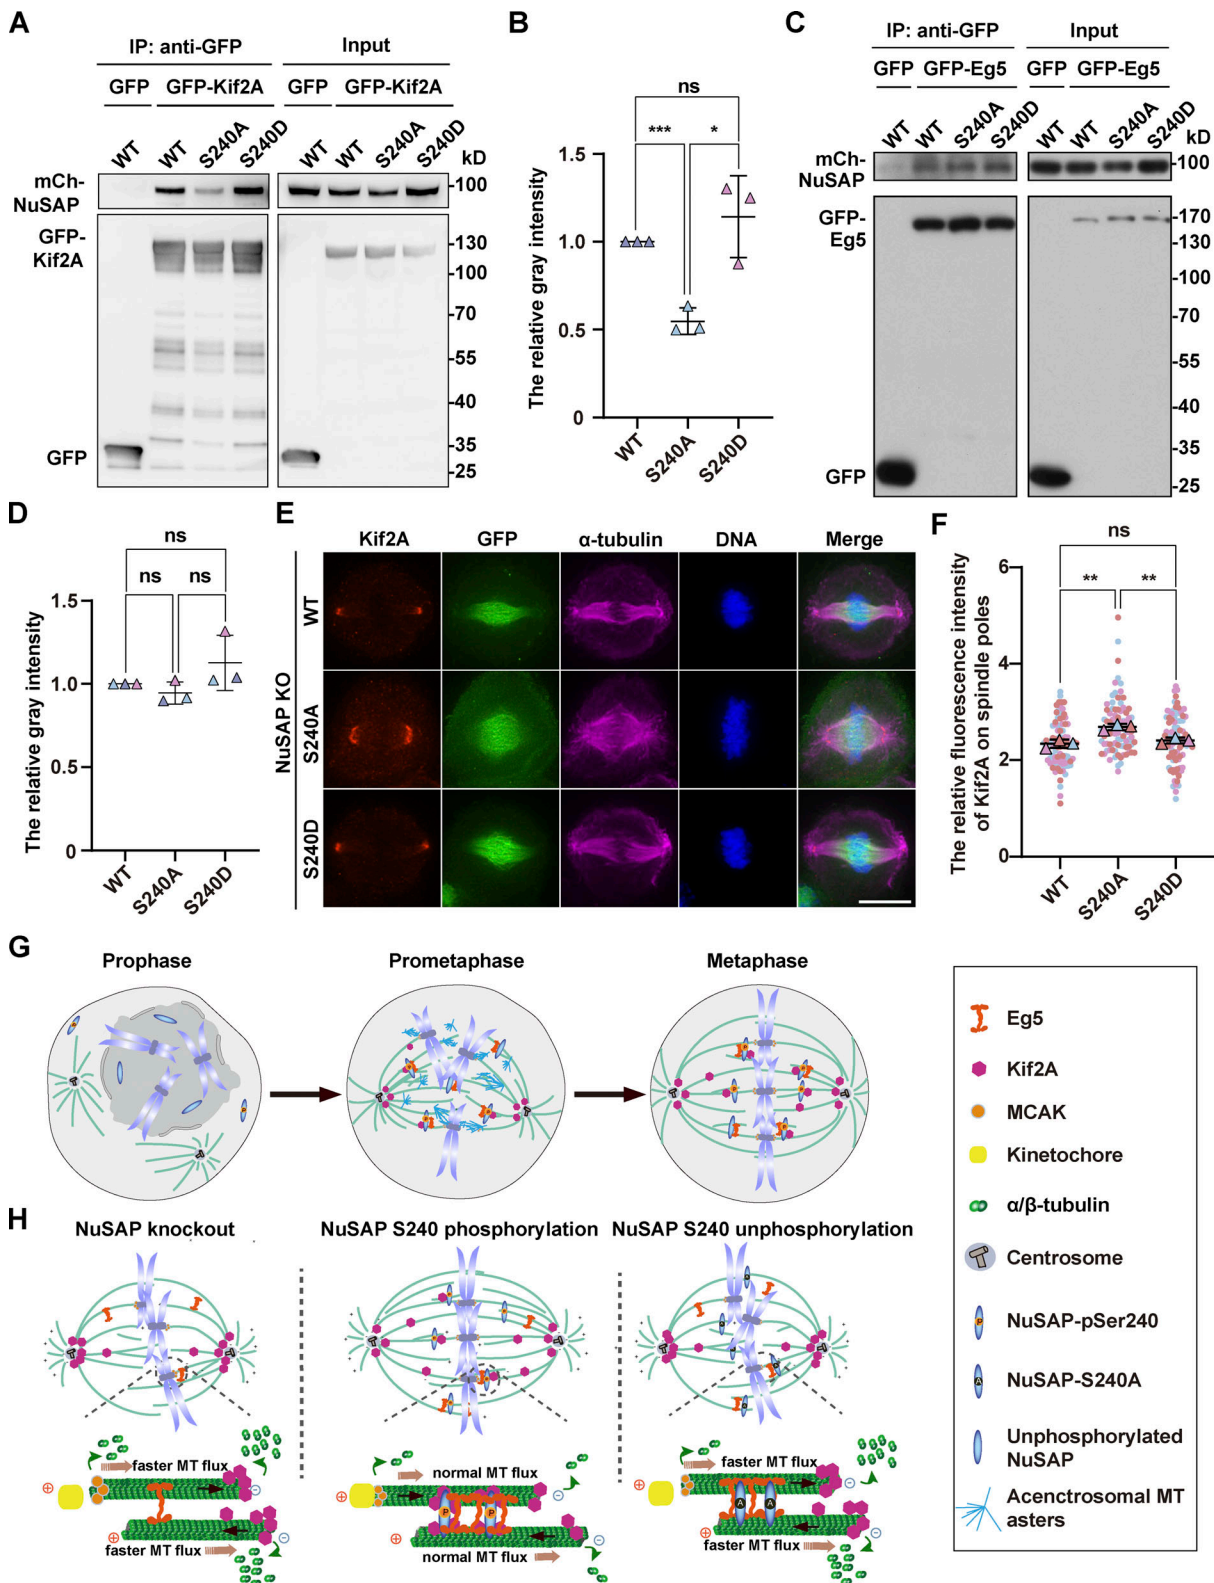 A
IP: anti-GFP
Input
GFP
GFP-Kif2A
GFP
GFP-Kif2A
WT
WT
S240A
S240D
WT
WT
S240A
S240D
kD
mCh-
NuSAP
-100
GFP-
Kif2A
-130
-100
-70
-55
-40
-35
-25
GFP
B
ns
***
*
1.5
1.0
0.5
0
The relative gray intensity
WT
S240A
S240D
C
IP: anti-GFP
Input
GFP
GFP-Eg5
GFP
GFP-Eg5
WT
WT
S240A
S240D
WT
WT
S240A
S240D
kD
mCh-
NuSAP
-100
GFP-
Eg5
-170
-130
-100
-70
-55
-40
-35
-25
GFP
D
ns
ns
ns
1.5
1.0
0.5
0
The relative gray intensity
WT
S240A
S240D
E
Kif2A
GFP
α-tubulin
DNA
Merge
NuSAP KO
WT
S240A
S240D
F
ns
**
**
6
4
2
0
The relative fluorescence intensity
of Kif2A on spindle poles
WT
S240A
S240D
G
Prophase
Prometaphase
Metaphase
H
NuSAP knockout
NuSAP S240 phosphorylation
NuSAP S240 unphosphorylation
faster MT flux
faster MT flux
normal MT flux
normal MT flux
faster MT flux
faster MT flux
P
P
A
A
Eg5
Kif2A
MCAK
Kinetochore
α/β-tubulin
Centrosome
P
NuSAP-pSer240
A
NuSAP-S240A
Unphosphorylated
NuSAP
Acenctrosomal MT
asters